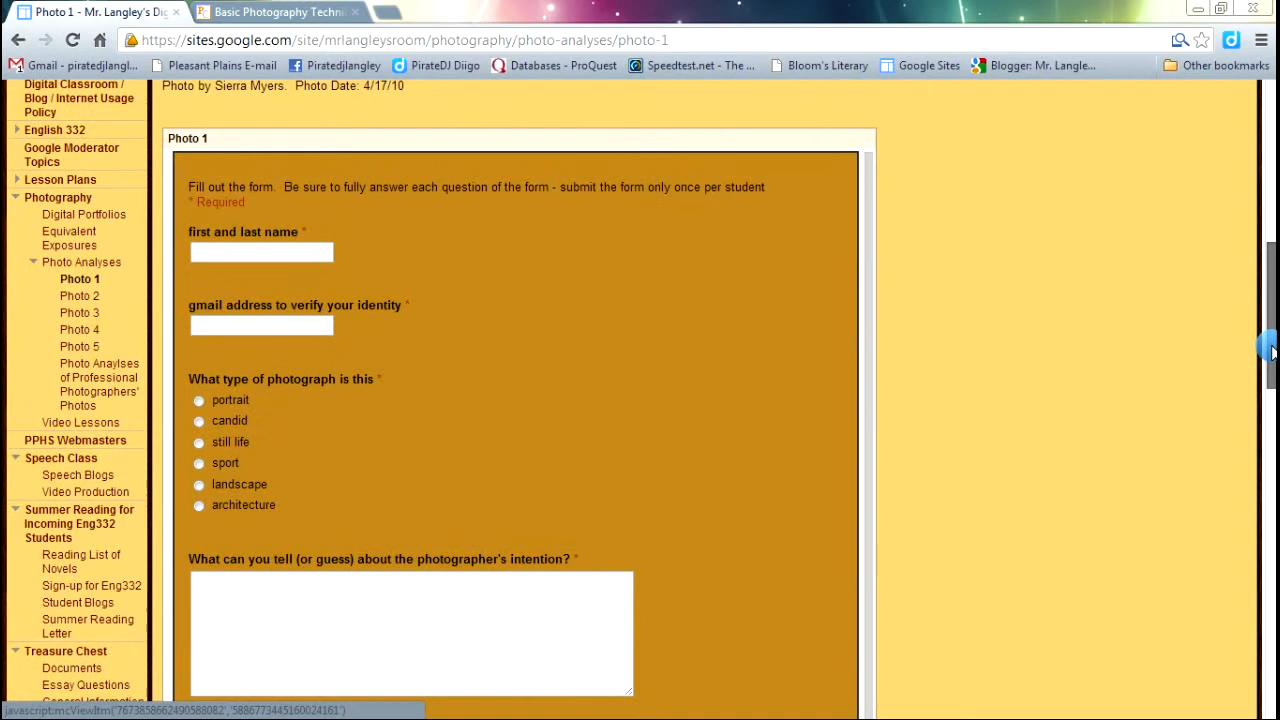 Photo 1 - Mr. Langley's Dig
Basic Photography Techni
https://sites.google.com/site/mrlangleysroom/photography/photo-analyses/photo-1
Gmail - piratedjlangl...
Pleasant Plains E-mail
Piratedjlangley
PirateDJ Diigo
Databases - ProQuest
Speedtest.net - The ...
Bloom's Literary
Google Sites
Blogger: Mr. Langle...
Other bookmarks
Digital Classroom /
Blog / Internet Usage
Policy
English 332
Google Moderator
Topics
Lesson Plans
Photography
Digital Portfolios
Equivalent
Exposures
Photo Analyses
Photo 1
Photo 2
Photo 3
Photo 4
Photo 5
Photo Anaylses
of Professional
Photographers'
Photos
Video Lessons
PPHS Webmasters
Speech Class
Speech Blogs
Video Production
Summer Reading for
Incoming Eng332
Students
Reading List of
Novels
Sign-up for Eng332
Student Blogs
Summer Reading
Letter
Treasure Chest
Documents
Essay Questions
General Information
Photo by Sierra Myers. Photo Date: 4/17/10
Photo 1
Fill out the form. Be sure to fully answer each question of the form - submit the form only once per student
* Required
first and last name *
gmail address to verify your identity *
What type of photograph is this *
portrait
candid
still life
sport
landscape
architecture
What can you tell (or guess) about the photographer's intention? *
javascript:mcViewItm('7673858662490588082','5886773445160024161')